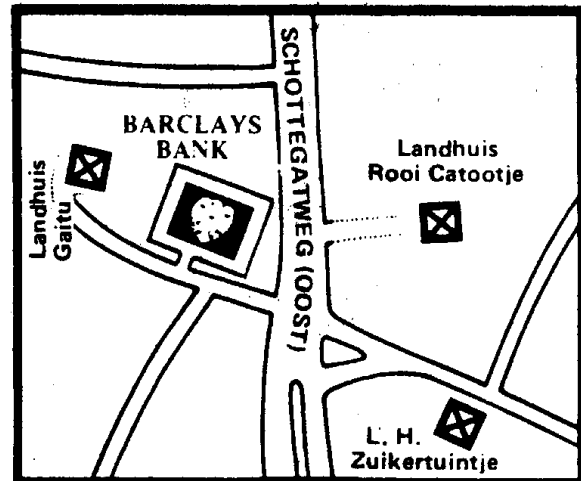 SCHOTTEGATWEG (OOST)
BARCLAYS
BANK
Landhuis
Rooi Catootje
Landhuis
Gaitu
L. H.
Zuikertuintje